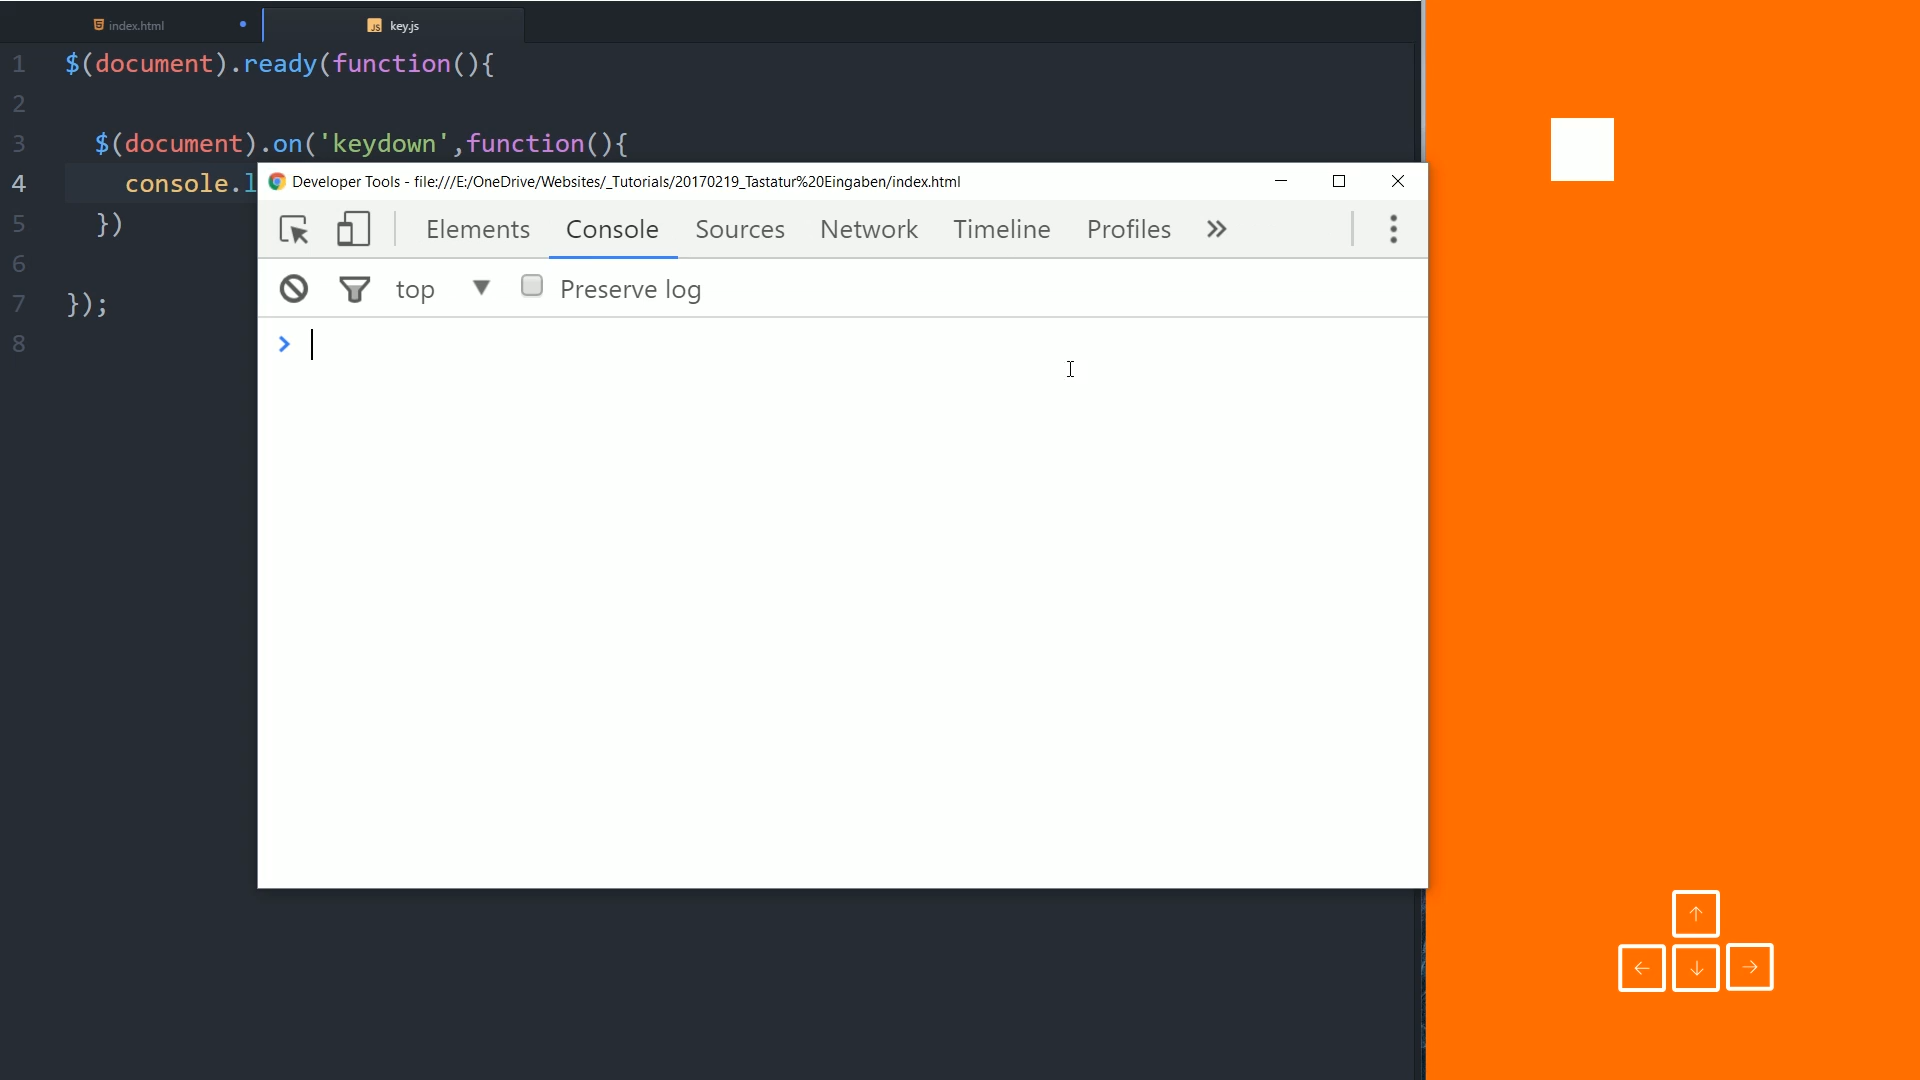 index.html
key.js
1 $(document).ready(function(){
2
3 $(document).on('keydown',function(){
4 console.l
5 })
6
7 });
8
Developer Tools - file:///E:/OneDrive/Websites/_Tutorials/20170219_Tastatur%20Eingaben/index.html
Elements Console Sources Network Timeline Profiles »
top ▼ Preserve log
>
↑
← ↓ →